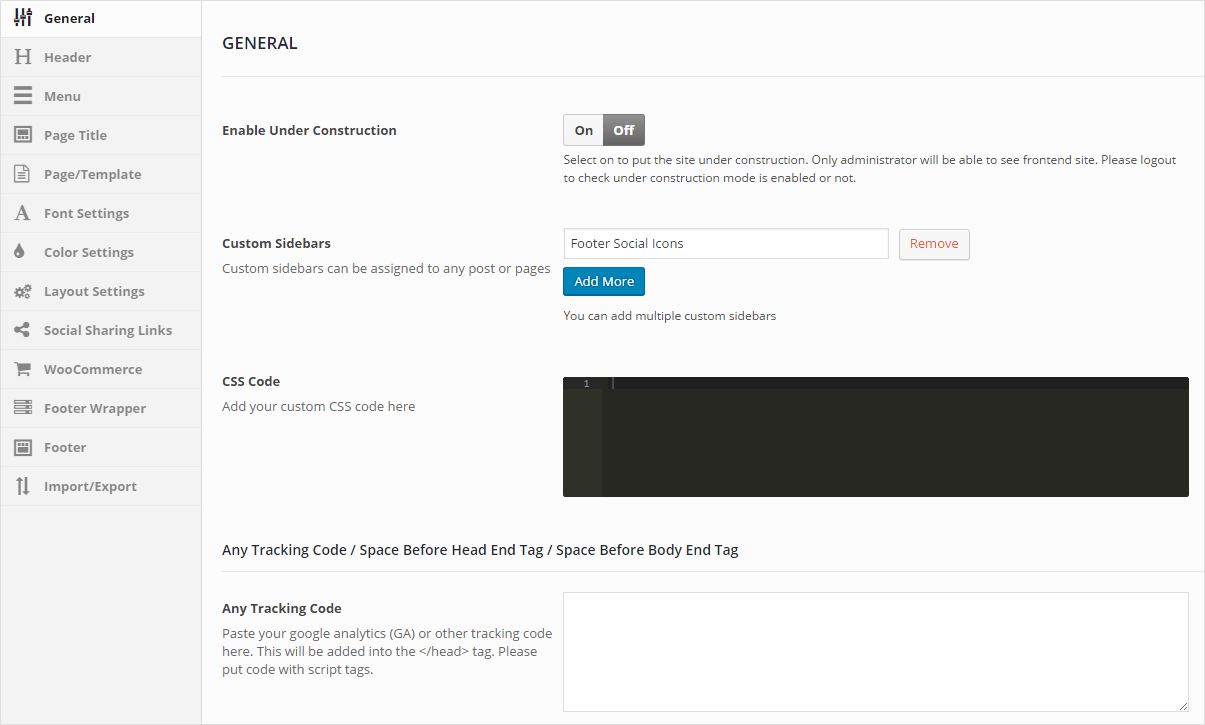 General
Header
Menu
Page Title
Page/Template
Font Settings
Color Settings
Layout Settings
Social Sharing Links
WooCommerce
Footer Wrapper
Footer
Import/Export
GENERAL
Enable Under Construction
On Off
Select on to put the site under construction. Only administrator will be able to see frontend site. Please logout
to check under construction mode is enabled or not.
Custom Sidebars
Custom sidebars can be assigned to any post or pages
Footer Social Icons
Remove
Add More
You can add multiple custom sidebars
CSS Code
Add your custom CSS code here
1
Any Tracking Code / Space Before Head End Tag / Space Before Body End Tag
Any Tracking Code
Paste your google analytics (GA) or other tracking code
here. This will be added into the </head> tag. Please
put code with script tags.